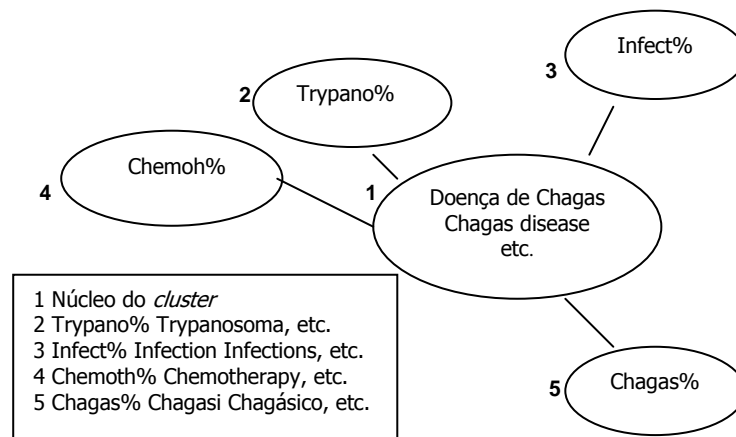 Infect%
3
2
Trypano%
Chemoh%
4
1
Doença de Chagas
Chagas disease
etc.
1 Núcleo do cluster
2 Trypano% Trypanosoma, etc.
3 Infect% Infection Infections, etc.
4 Chemoth% Chemotherapy, etc.
5 Chagas% Chagasi Chagásico, etc.
Chagas%
5